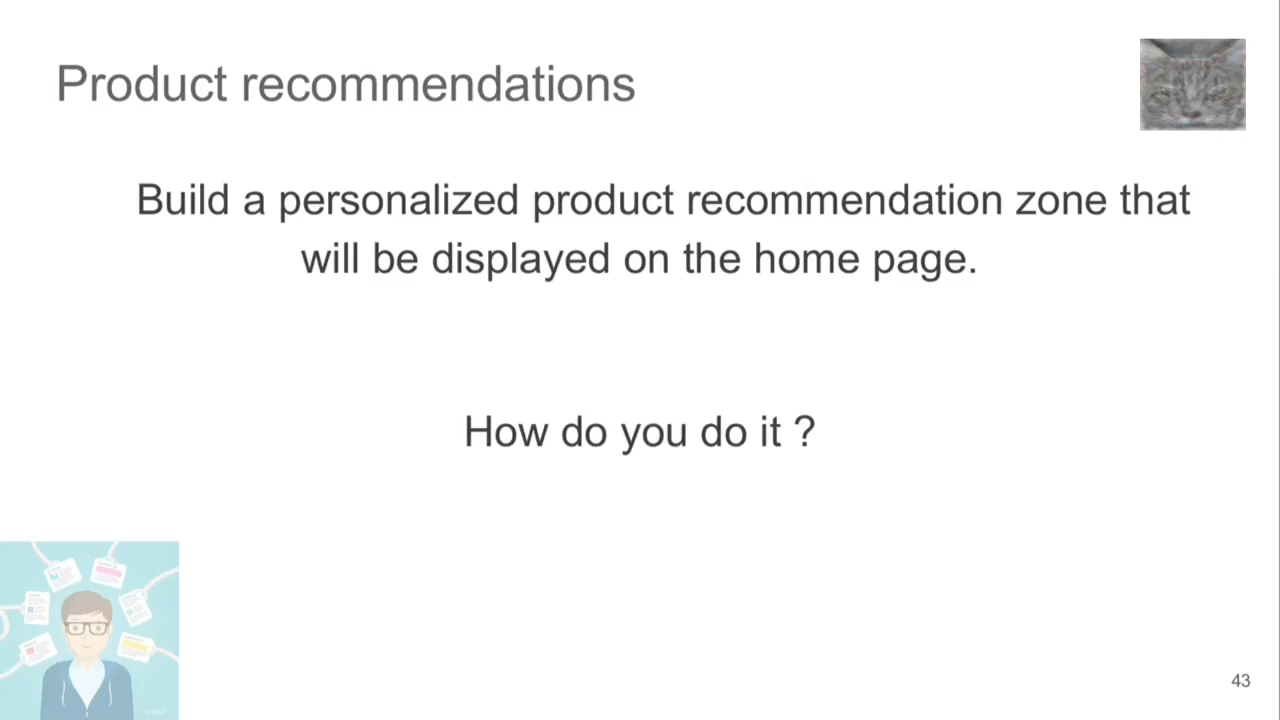 Product recommendations
Build a personalized product recommendation zone that
will be displayed on the home page.
How do you do it ?
43